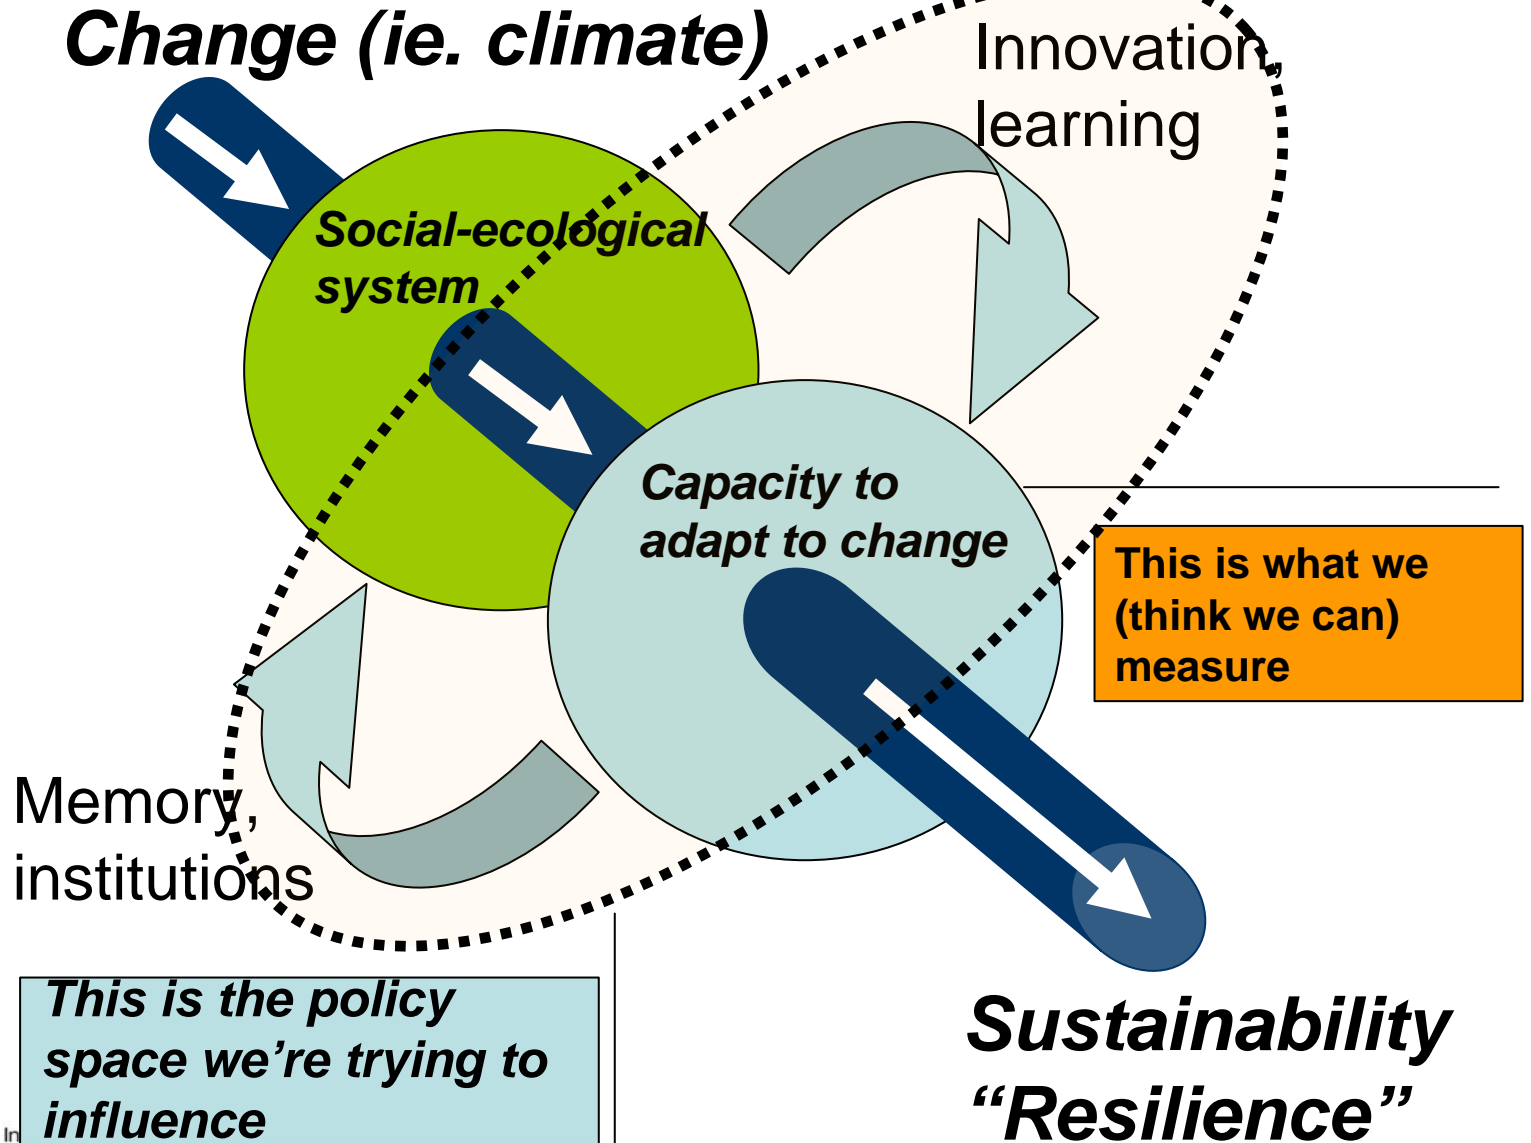 Change (ie. climate)
Innovation,
learning
Social-ecological
system
Capacity to
adapt to change
This is what we
(think we can)
measure
Memory,
institutions
This is the policy
space we’re trying to
influence
Sustainability
“Resilience”
In